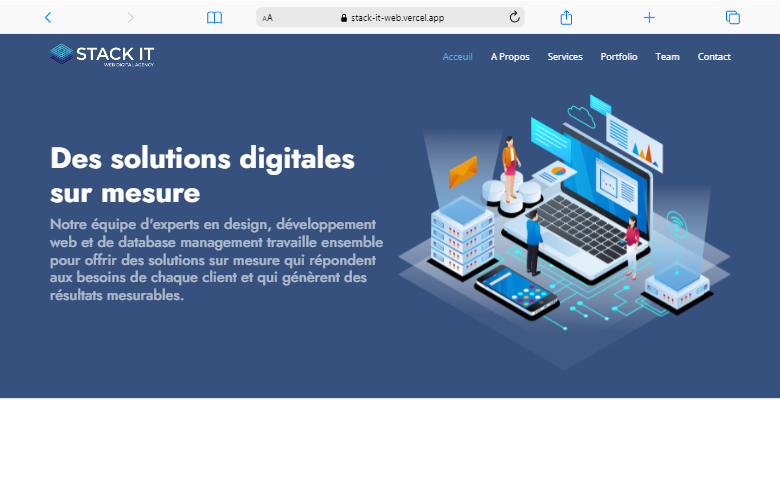 AA stack-it-web.vercel.app
STACK IT
WEB DIGITAL AGENCY
Acceuil A Propos Services Portfolio Team Contact
Des solutions digitales
sur mesure
Notre équipe d'experts en design, développement
web et de database management travaille ensemble
pour offrir des solutions sur mesure qui répondent
aux besoins de chaque client et qui génèrent des
résultats mesurables.